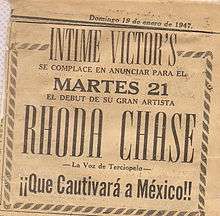 Domingo 19 de enero de 1947.
INTIME VICTOR'S
SE COMPLACE EN ANUNCIAR PARA EL
MARTES 21
EL DEBUT DE SU GRAN ARTISTA
RHODA CHASE
—La Voz de Terciopelo—
¡¡Que Cautivará a México!!